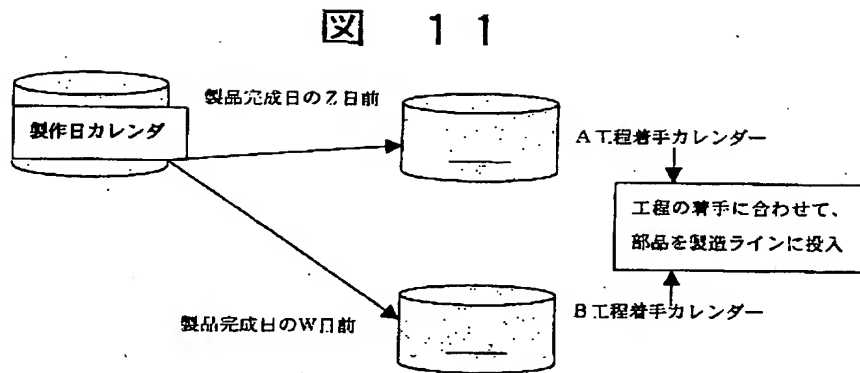 図 11
製品完成日のZ日前
製作日カレンダ
A工程着手カレンダー
工程の着手に合わせて、
部品を製造ラインに投入
製品完成日のW日前
B工程着手カレンダー